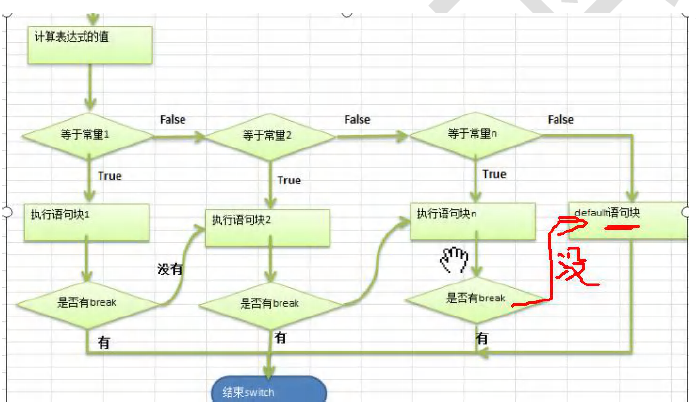 计算表达式的值
False
False
False
等于常量1
等于常量2
等于常量n
True
True
True
执行语句块1
执行语句块2
执行语句块n
default语句块
没有
没
是否有break
是否有break
是否有break
有
有
有
结束switch